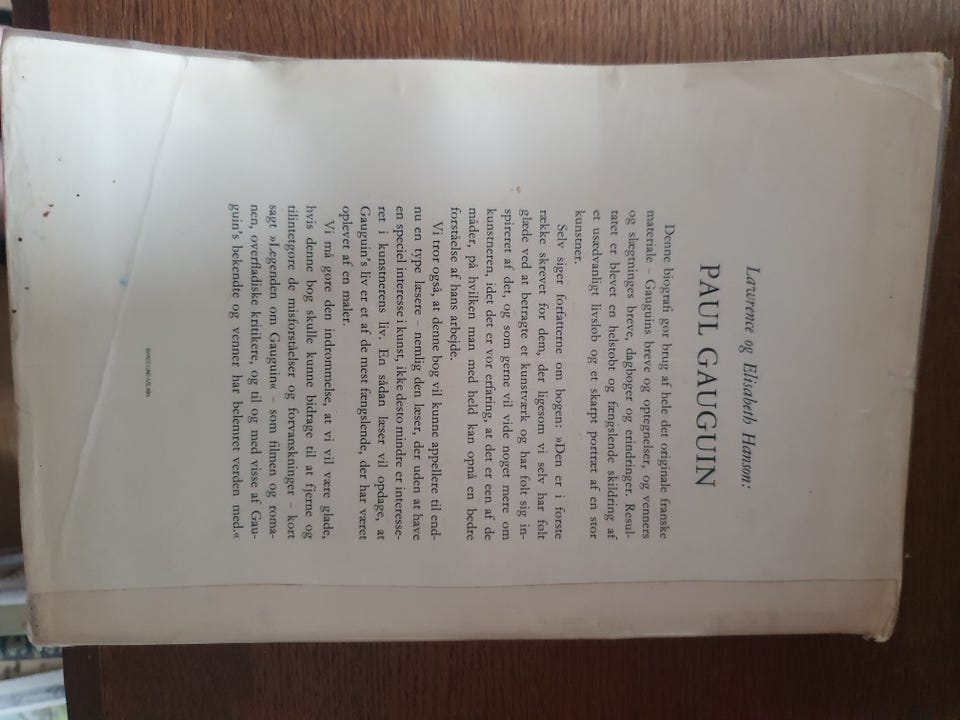 Lawrence og Elisabeth Hanson:
PAUL GAUGUIN
Denne biografi gør brug af hele det originale franske
materiale – Gauguins breve og optegnelser, og venners
og slægtninges breve, dagbøger og erindringer. Resul-
tatet er blevet en helstøbt og fængslende skildring af
et usædvanligt livsløb og et skarpt portræt af en stor
kunstner.
Selv siger forfatterne om bogen: »Den er i første
række skrevet for dem, der ligesom vi selv har følt
glæde ved at betragte et kunstværk og har følt sig in-
spireret af det, og som gerne vil vide noget mere om
kunstneren, idet det er vor erfaring, at det er een af de
måder, på hvilken man med held kan opnå en bedre
forståelse af hans arbejde.
Vi tror også, at denne bog vil kunne appellere til end-
nu en type læsere – nemlig den læser, der uden at have
en speciel interesse i kunst, ikke desto mindre er interesse-
ret i kunstnerens liv. En sådan læser vil opdage, at
Gauguin's liv er et af de mest fængslende, der har været
oplevet af en maler.
Vi må gøre den indrømmelse, at vi vil være glade,
hvis denne bog skulle kunne bidrage til at fjerne og
tilintetgøre de misforståelser og forvanskninger – kort
sagt »Legenden om Gauguin« – som filmen og roma-
nen, overfladiske kritikere, og til og med visse af Gau-
guin's bekendte og venner har belemret verden med.«